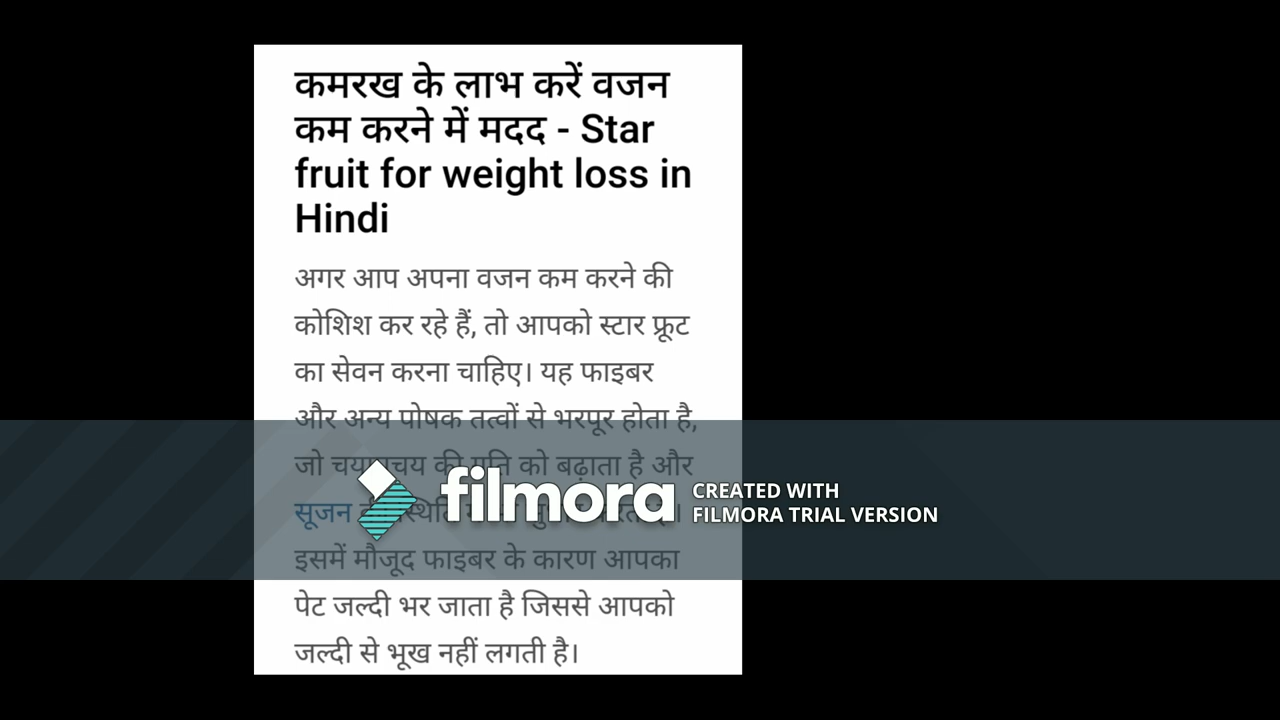 कमरख के लाभ करें वजन
कम करने में मदद - Star
fruit for weight loss in
Hindi
अगर आप अपना वजन कम करने की
कोशिश कर रहे हैं, तो आपको स्टार फ्रूट
का सेवन करना चाहिए। यह फाइबर
और अन्य पोषक तत्वों से भरपूर होता है,
जो की को बढ़ाता है और
सूजन
filmora
CREATED WITH
FILMORA TRIAL VERSION
इसमें मौजूद फाइबर के कारण आपका
पेट जल्दी भर जाता है जिससे आपको
जल्दी से भूख नहीं लगती है।